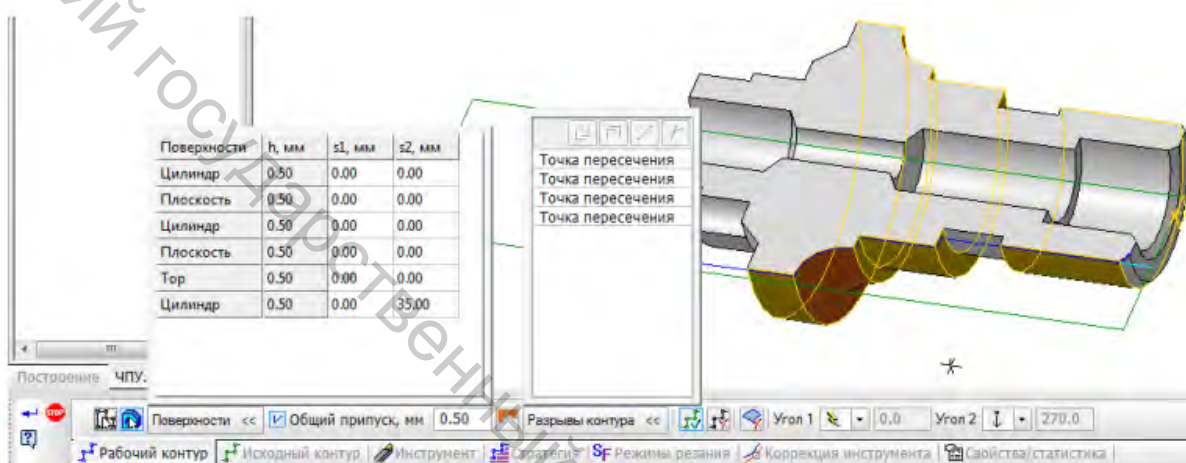 ий государственный
Поверхности h, мм s1, мм s2, мм
Цилиндр 0.50 0.00 0.00
Плоскость 0.50 0.00 0.00
Цилиндр 0.50 0.00 0.00
Плоскость 0.50 0.00 0.00
Тор 0.50 0.00 0.00
Цилиндр 0.50 0.00 35.00
Точка пересечения
Точка пересечения
Точка пересечения
Точка пересечения
Построение ЧПУ.
STOP Поверхности << Общий припуск, мм 0.50 Разрывы контура << Угол 1 0.0 Угол 2 270.0
Рабочий контур Исходный контур Инструмент Стратегия SF Режимы резания Коррекция инструмента Свойства/статистика